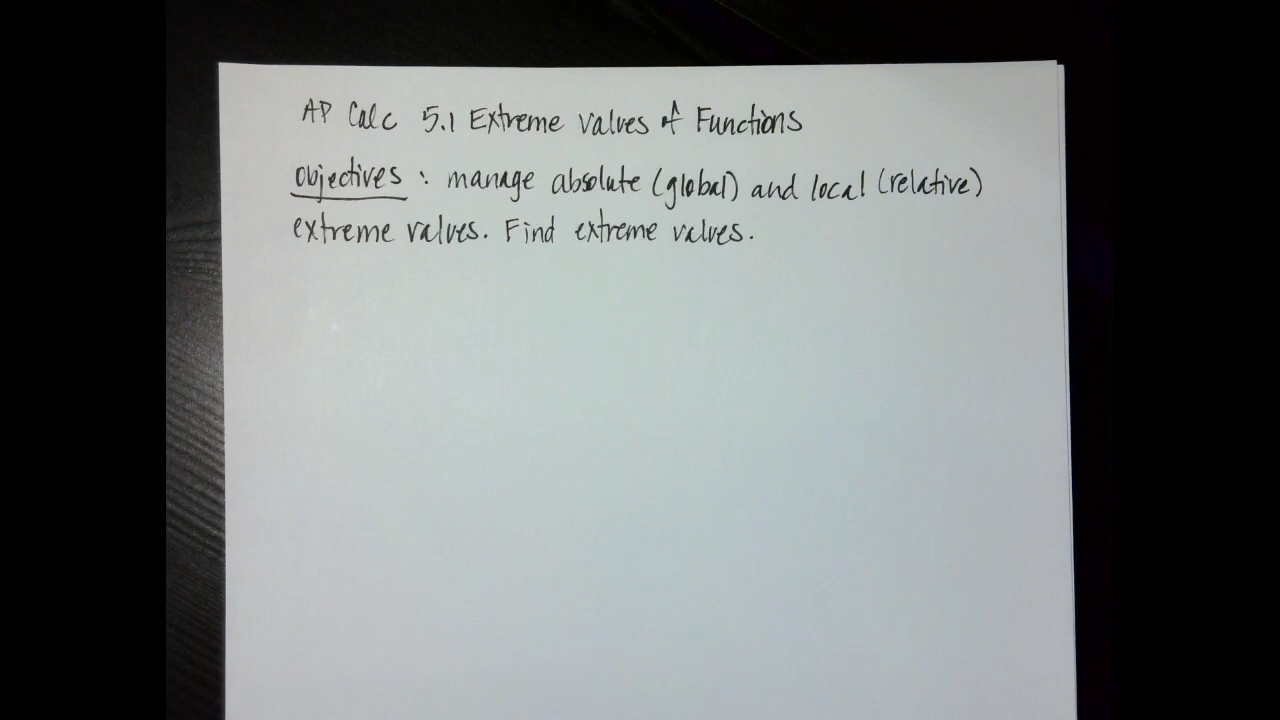 AP Calc 5.1 Extreme values of Functions
Objectives : manage absolute (global) and local (relative)
extreme values. Find extreme values.